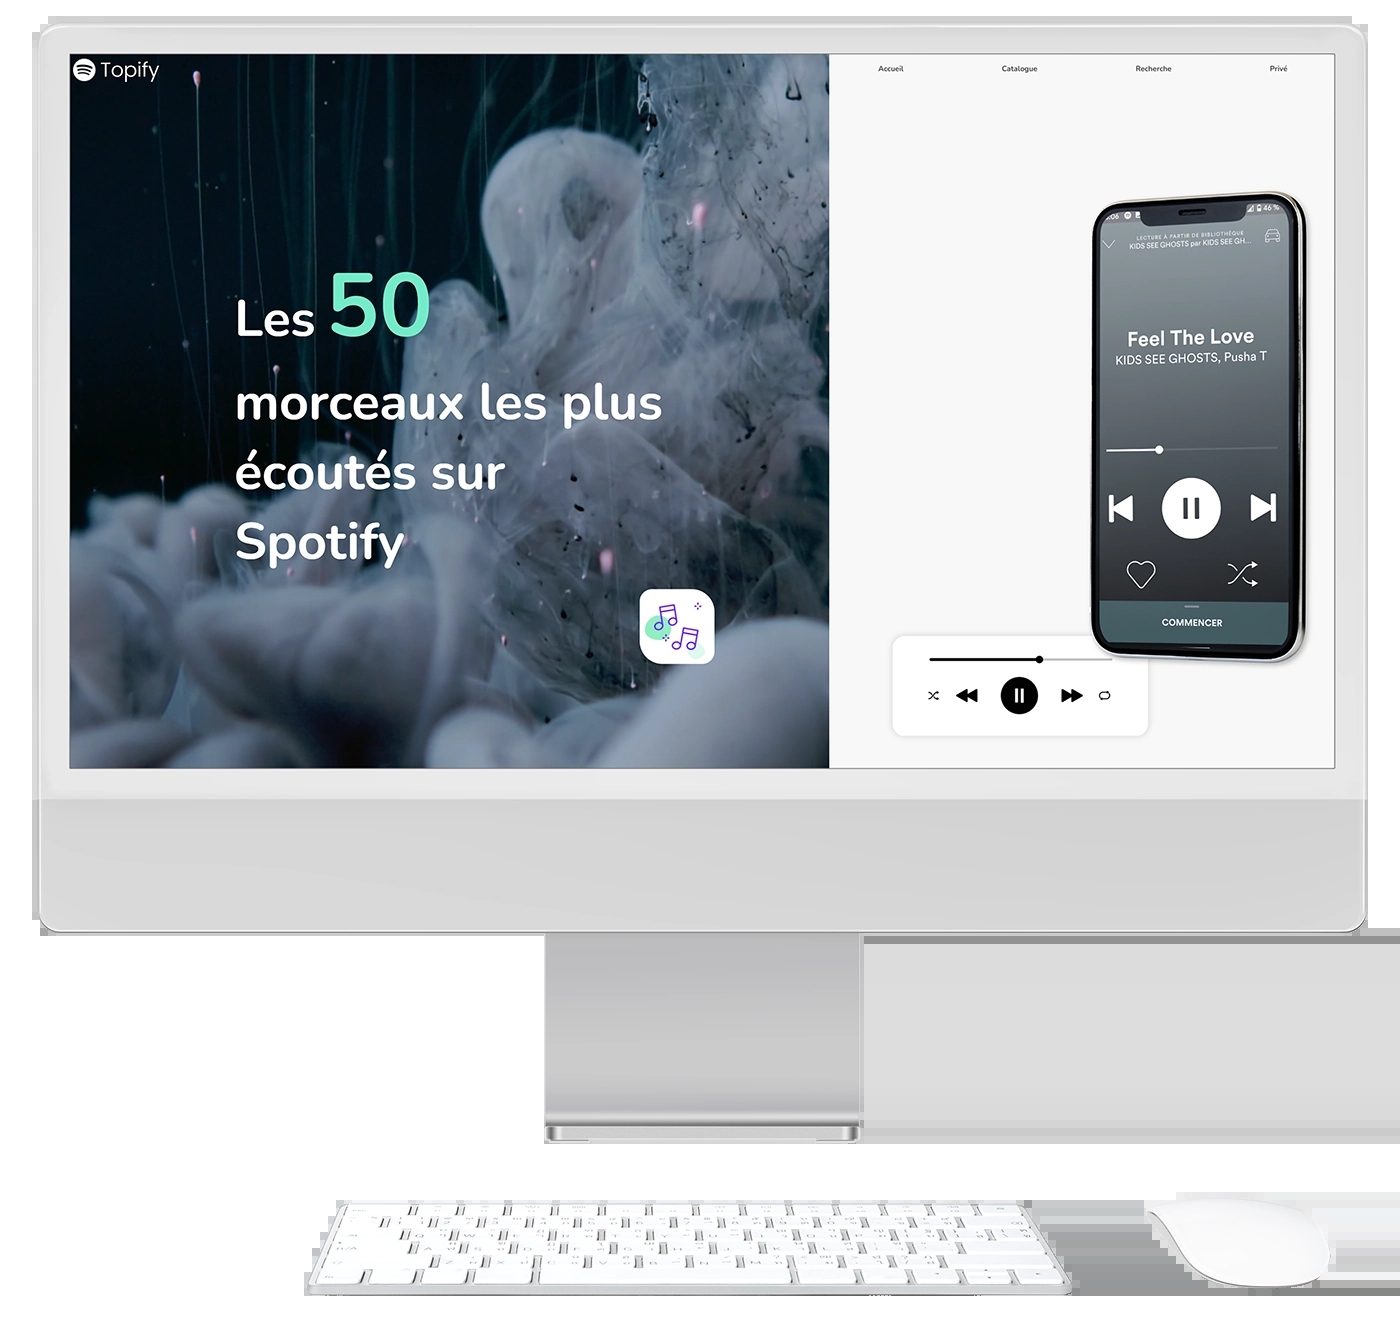 Topify
Accueil
Catalogue
Recherche
Privé
Les 50
morceaux les plus
écoutés sur
Spotify
46 %
LECTURE À PARTIR DE BIBLIOTHÈQUE
KIDS SEE GHOSTS par KIDS SEE GH...
Feel The Love
KIDS SEE GHOSTS, Pusha T
COMMENCER